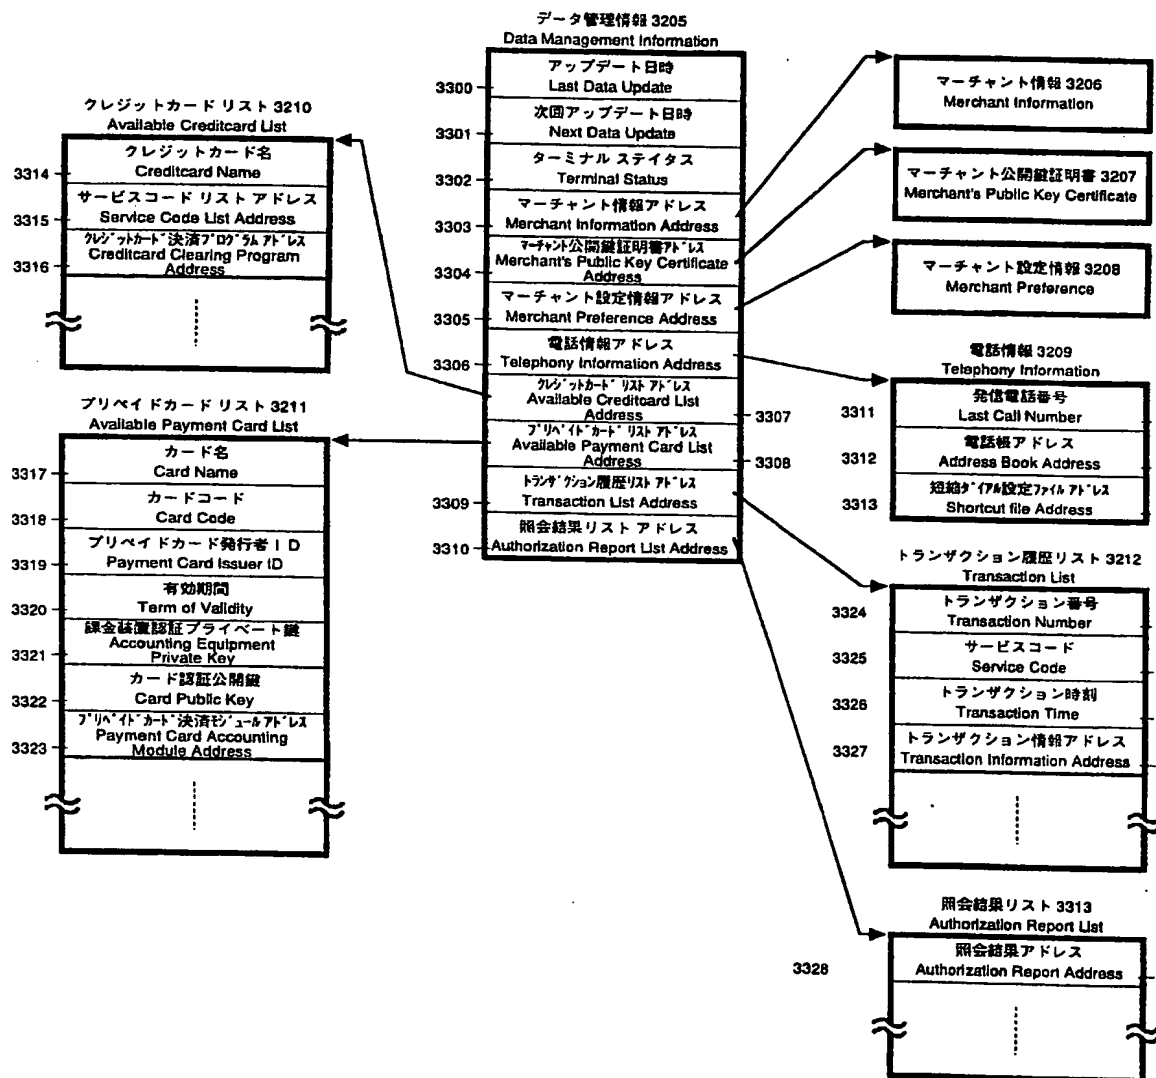 データ管理情報 3205
Data Management Information
アップデート日時
Last Data Update
3300
次回アップデート日時
Next Data Update
3301
ターミナル ステイタス
Terminal Status
3302
マーチャント情報アドレス
Merchant Information Address
3303
マーチャント公開鍵証明書アドレス
Merchant's Public Key Certificate
Address
3304
マーチャント設定情報アドレス
Merchant Preference Address
3305
電話情報アドレス
Telephony Information Address
3306
クレジットカード リスト アドレス
Available Creditcard List
Address
3307
プリペイドカード リスト アドレス
Available Payment Card List
Address
3308
トランザクション履歴リスト アドレス
Transaction List Address
3309
照会結果リスト アドレス
Authorization Report List Address
3310
クレジットカード リスト 3210
Available Creditcard List
クレジットカード名
Creditcard Name
3314
サービスコード リスト アドレス
Service Code List Address
3315
クレジットカード決済プログラム アドレス
Creditcard Clearing Program
Address
3316
プリペイドカード リスト 3211
Available Payment Card List
カード名
Card Name
3317
カードコード
Card Code
3318
プリペイドカード発行者ID
Payment Card Issuer ID
3319
有効期間
Term of Validity
3320
課金装置認証プライベート鍵
Accounting Equipment
Private Key
3321
カード認証公開鍵
Card Public Key
3322
プリペイドカード決済モジュールアドレス
Payment Card Accounting
Module Address
3323
マーチャント情報 3206
Merchant Information
マーチャント公開鍵証明書 3207
Merchant's Public Key Certificate
マーチャント設定情報 3208
Merchant Preference
電話情報 3209
Telephony Information
発信電話番号
Last Call Number
3311
電話帳アドレス
Address Book Address
3312
短縮ダイアル設定ファイル アドレス
Shortcut file Address
3313
トランザクション履歴リスト 3212
Transaction List
トランザクション番号
Transaction Number
3324
サービスコード
Service Code
3325
トランザクション時刻
Transaction Time
3326
トランザクション情報アドレス
Transaction Information Address
3327
照会結果リスト 3313
Authorization Report List
照会結果アドレス
Authorization Report Address
3328